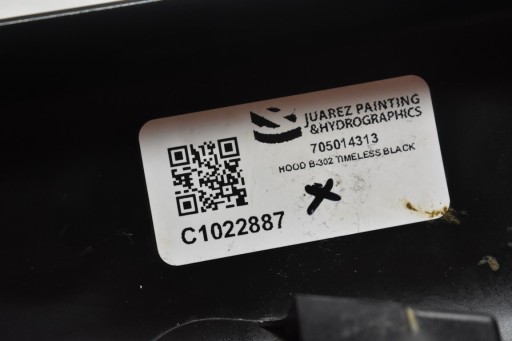 JUAREZ PAINTING
&HYDROGRAPHICS
705014313
HOOD B-302 TIMELESS BLACK
C1022887